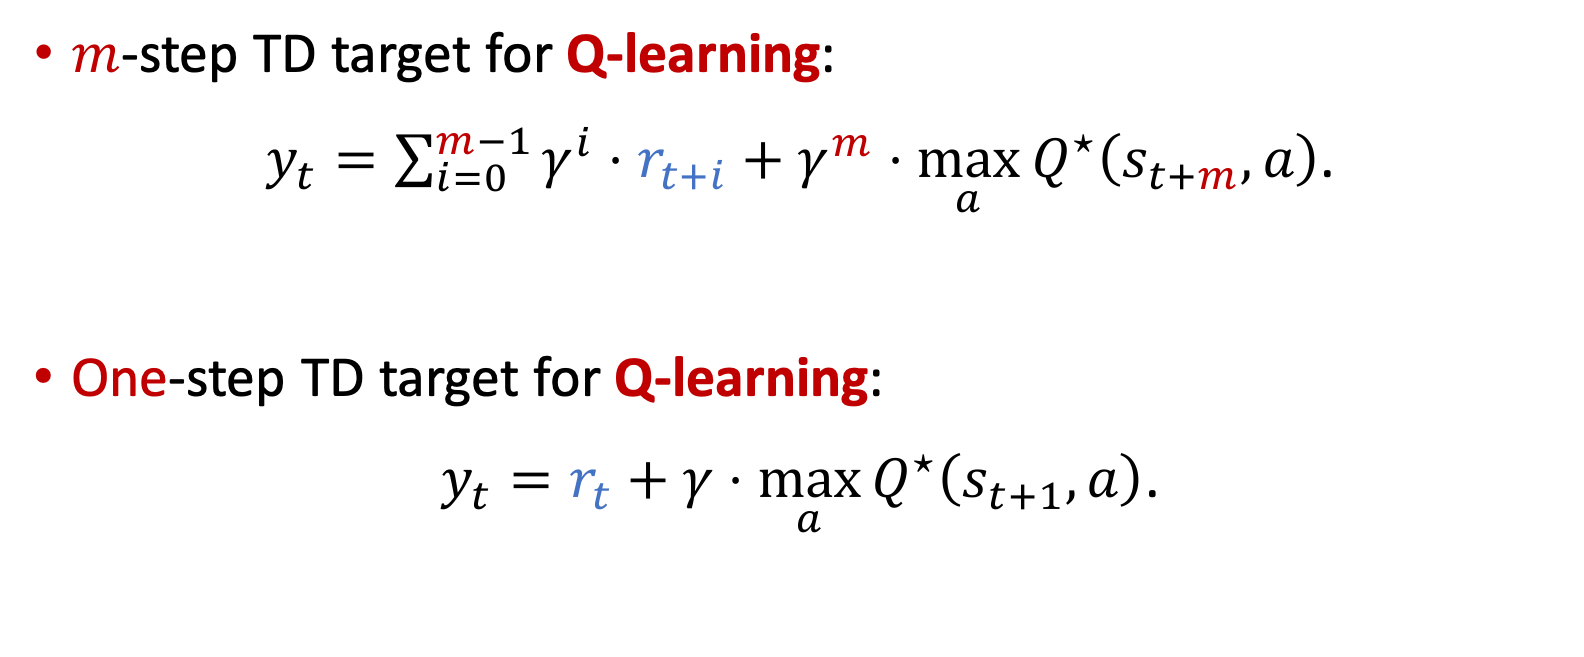 • m-step TD target for Q-learning:
y_t = ∑_{i=0}^{m−1} γ^i · r_{t+i} + γ^m · max_a Q^⋆(s_{t+m}, a).
• One-step TD target for Q-learning:
y_t = r_t + γ · max_a Q^⋆(s_{t+1}, a).